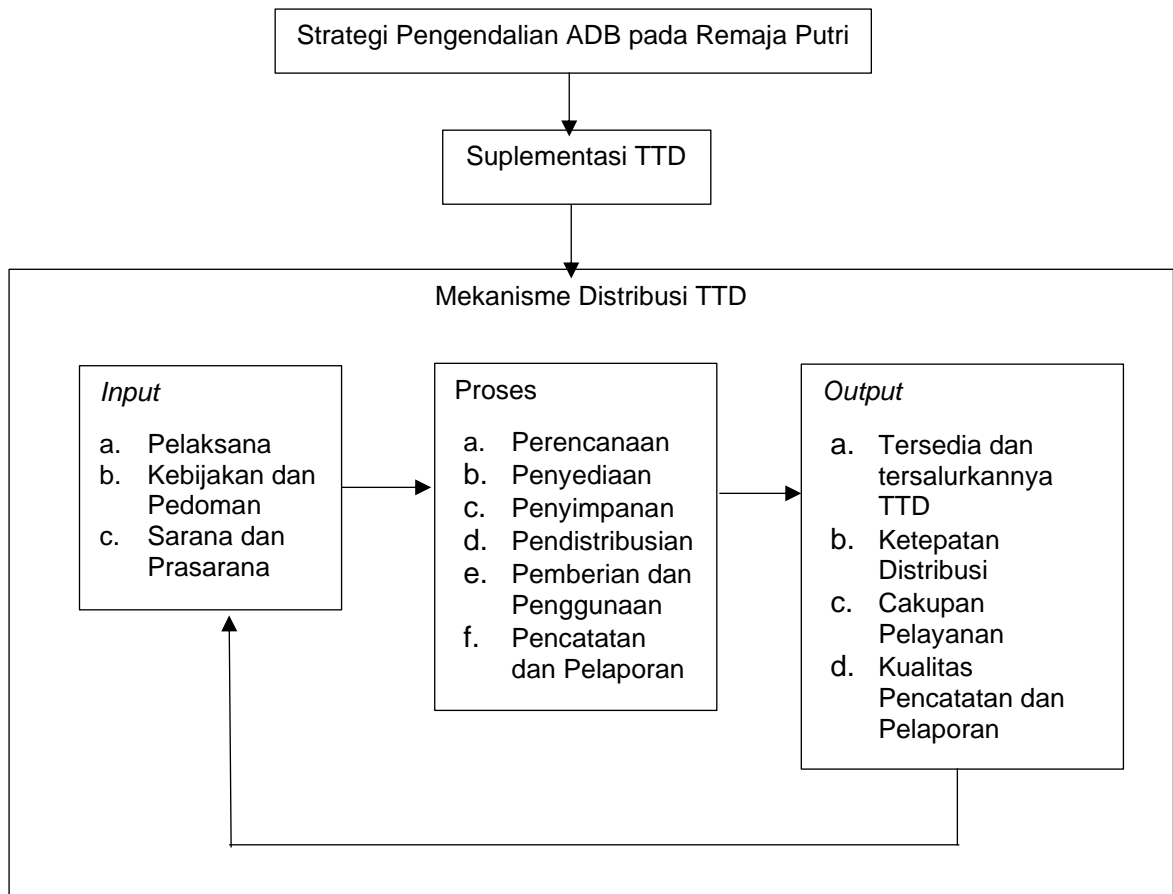 Strategi Pengendalian ADB pada Remaja Putri
Suplementasi TTD
Mekanisme Distribusi TTD
Input
a. Pelaksana
b. Kebijakan dan
Pedoman
c. Sarana dan
Prasarana
Proses
a. Perencanaan
b. Penyediaan
c. Penyimpanan
d. Pendistribusian
e. Pemberian dan
Penggunaan
f. Pencatatan
dan Pelaporan
Output
a. Tersedia dan
tersalurkannya
TTD
b. Ketepatan
Distribusi
c. Cakupan
Pelayanan
d. Kualitas
Pencatatan dan
Pelaporan